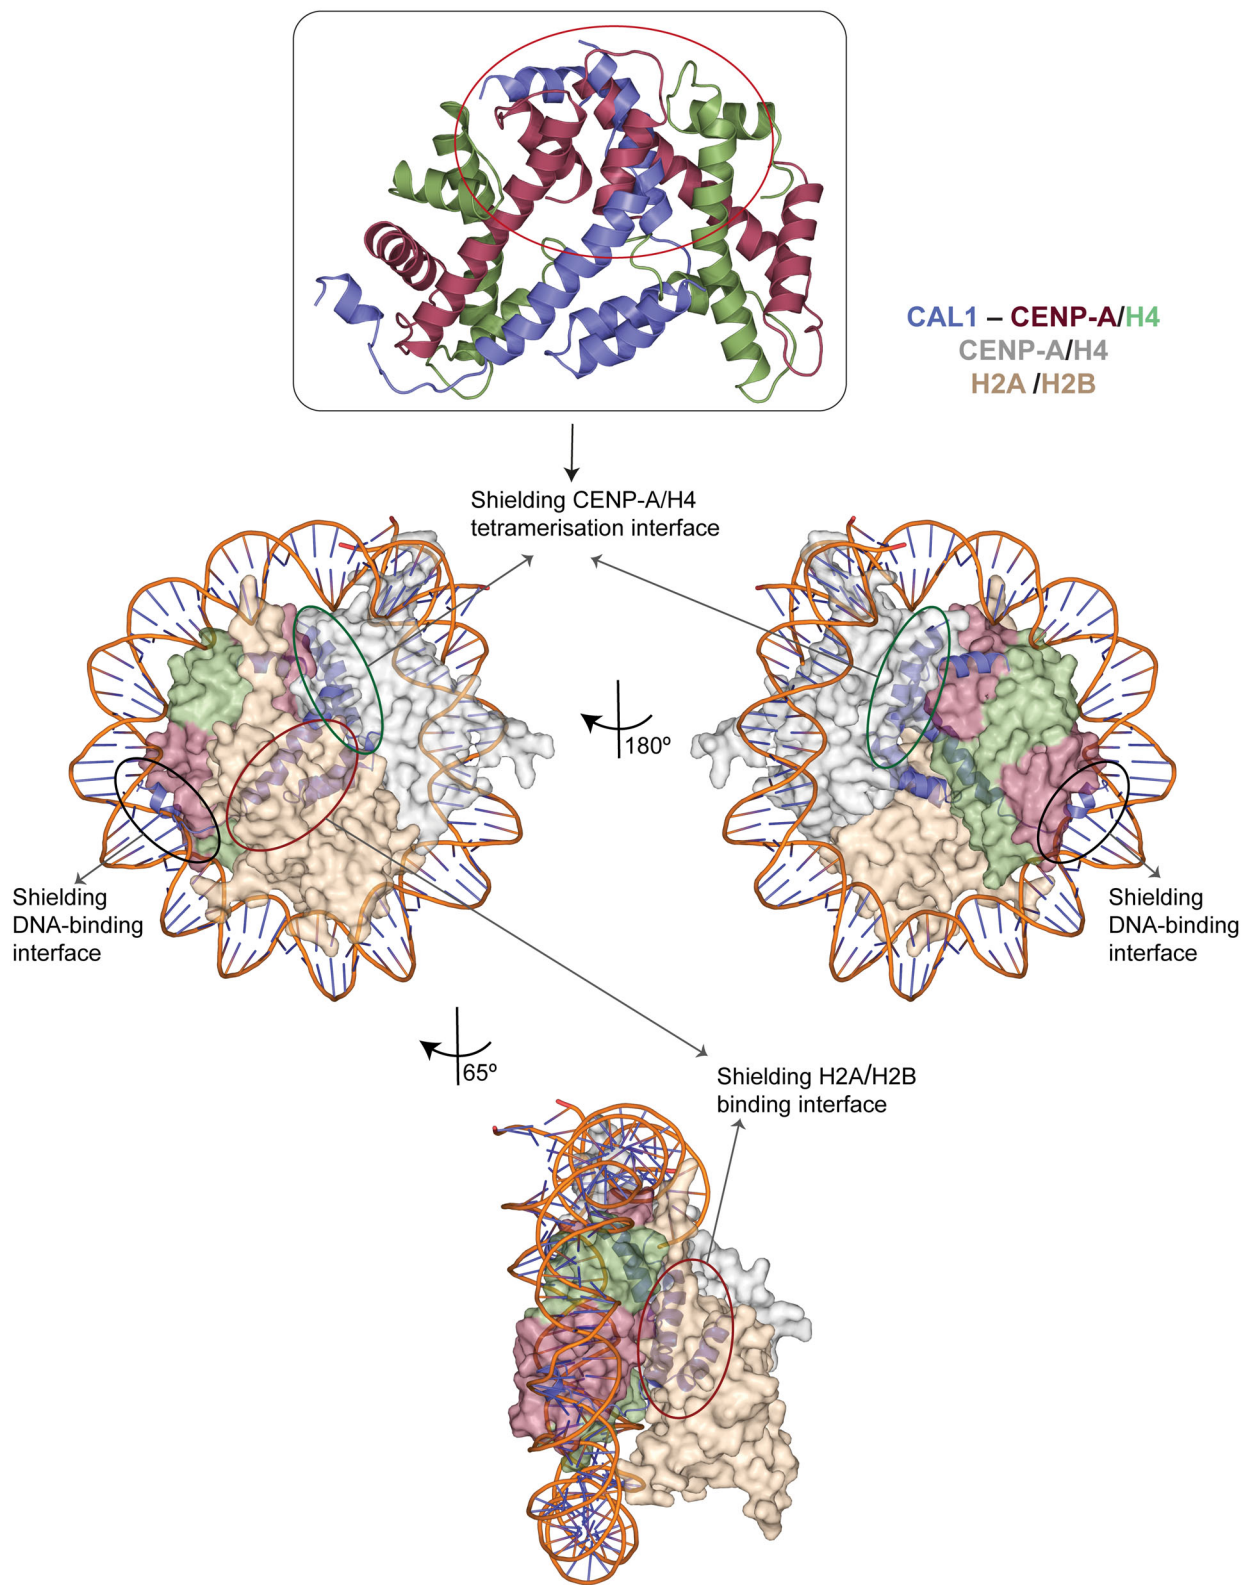 CAL1 – CENP-A/H4
CENP-A/H4
H2A /H2B
Shielding CENP-A/H4
tetramerisation interface
180º
Shielding
DNA-binding
interface
Shielding
DNA-binding
interface
65º
Shielding H2A/H2B
binding interface